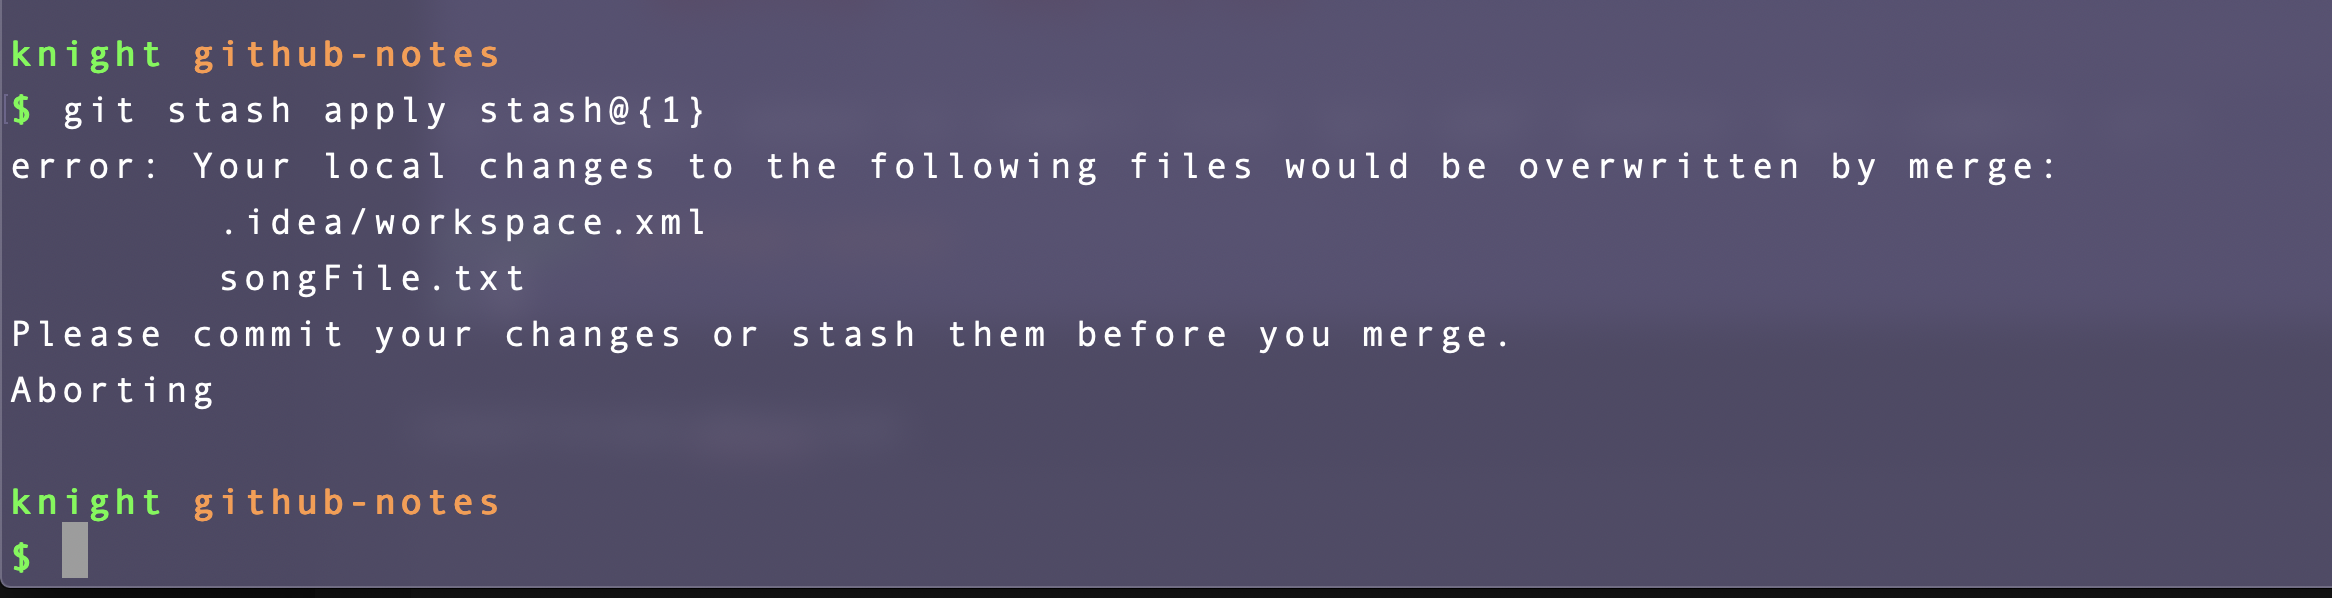 knight github-notes
$ git stash apply stash@{1}
error: Your local changes to the following files would be overwritten by merge:
        .idea/workspace.xml
        songFile.txt
Please commit your changes or stash them before you merge.
Aborting
knight github-notes
$